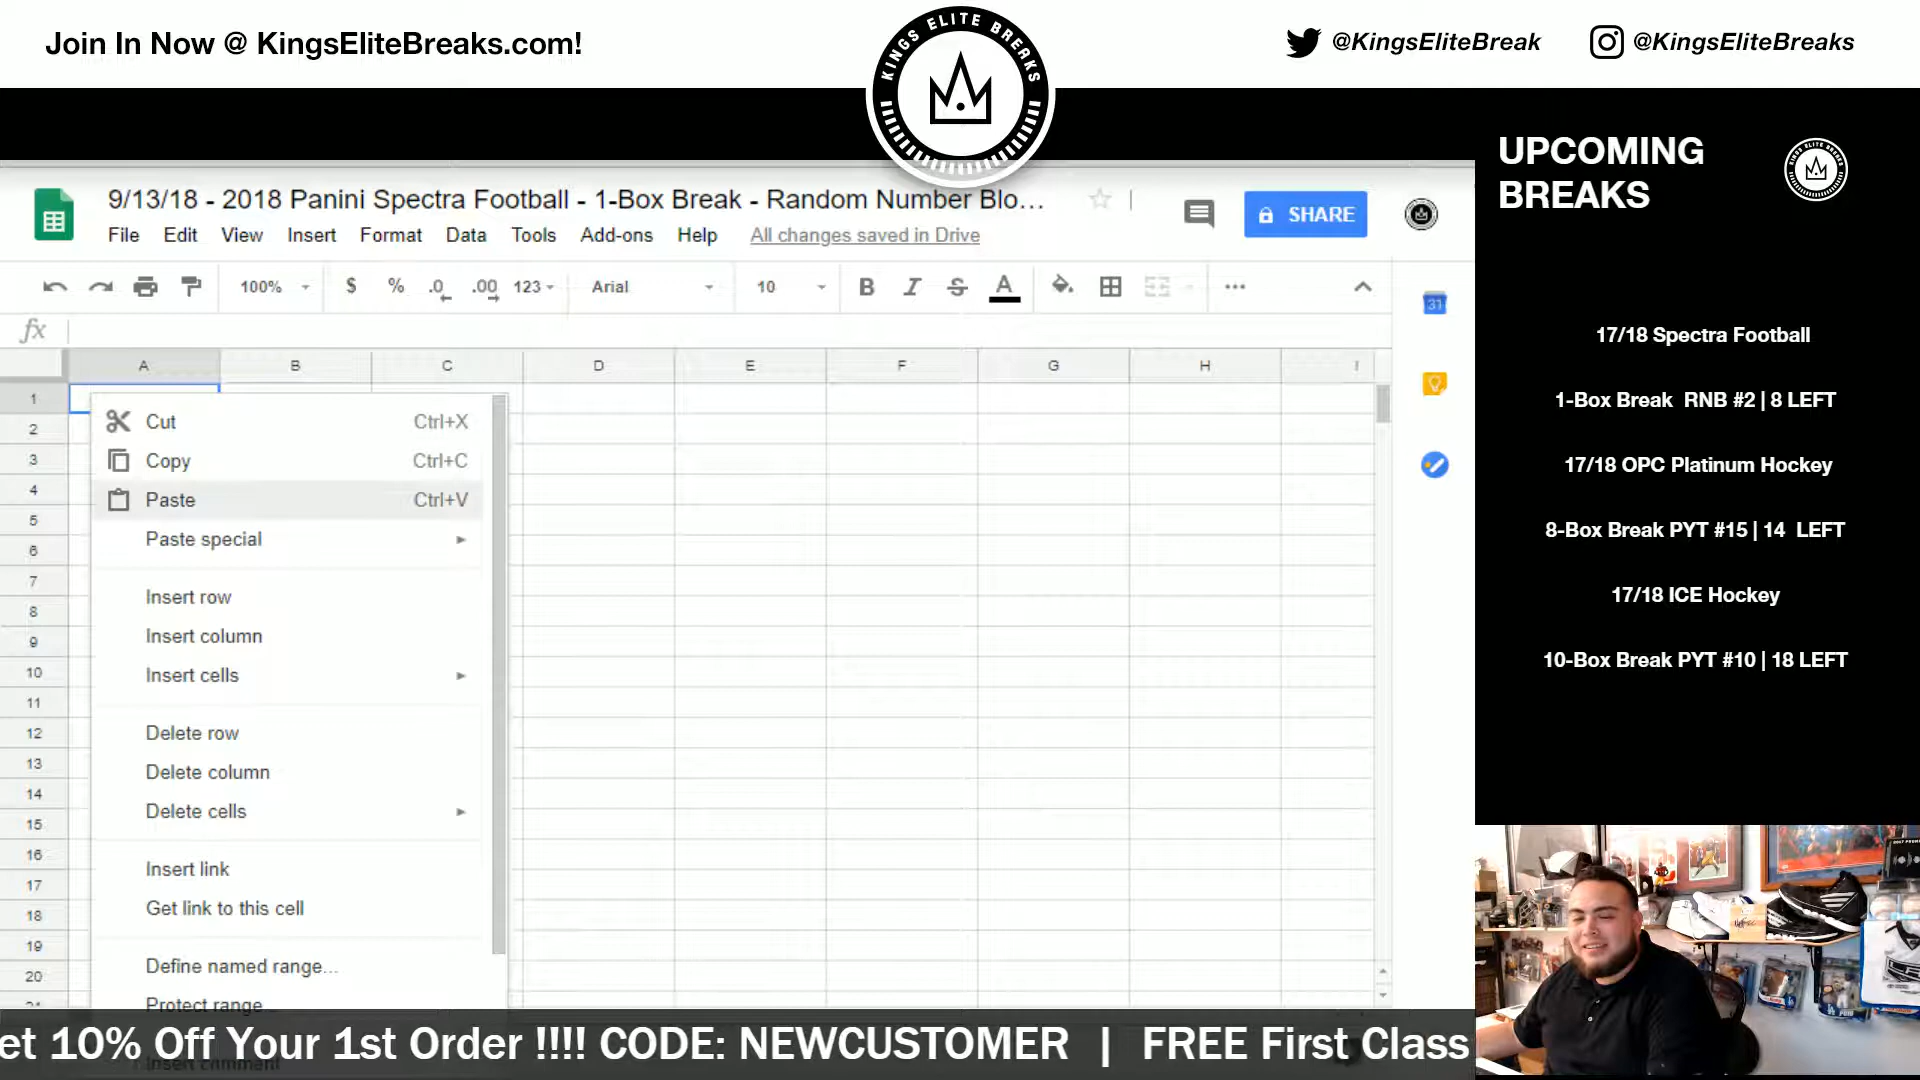 Join In Now @ KingsEliteBreaks.com!
KINGS ELITE BREAKS
@KingsEliteBreak
@KingsEliteBreaks
9/13/18 - 2018 Panini Spectra Football - 1-Box Break - Random Number Blo...
SHARE
File Edit View Insert Format Data Tools Add-ons Help All changes saved in Drive
100% $ % .0 .00 123 Arial 10 B I S A ...
fx
31
A B C D E F G H I
1
2
3
4
5
6
7
8
9
10
11
12
13
14
15
16
17
18
19
20
Cut Ctrl+X
Copy Ctrl+C
Paste Ctrl+V
Paste special
Insert row
Insert column
Insert cells
Delete row
Delete column
Delete cells
Insert link
Get link to this cell
Define named range...
Protect range...
Insert comment
UPCOMING
BREAKS
17/18 Spectra Football
1-Box Break RNB #2 | 8 LEFT
17/18 OPC Platinum Hockey
8-Box Break PYT #15 | 14 LEFT
17/18 ICE Hockey
10-Box Break PYT #10 | 18 LEFT
et 10% Off Your 1st Order !!!! CODE: NEWCUSTOMER | FREE First Class